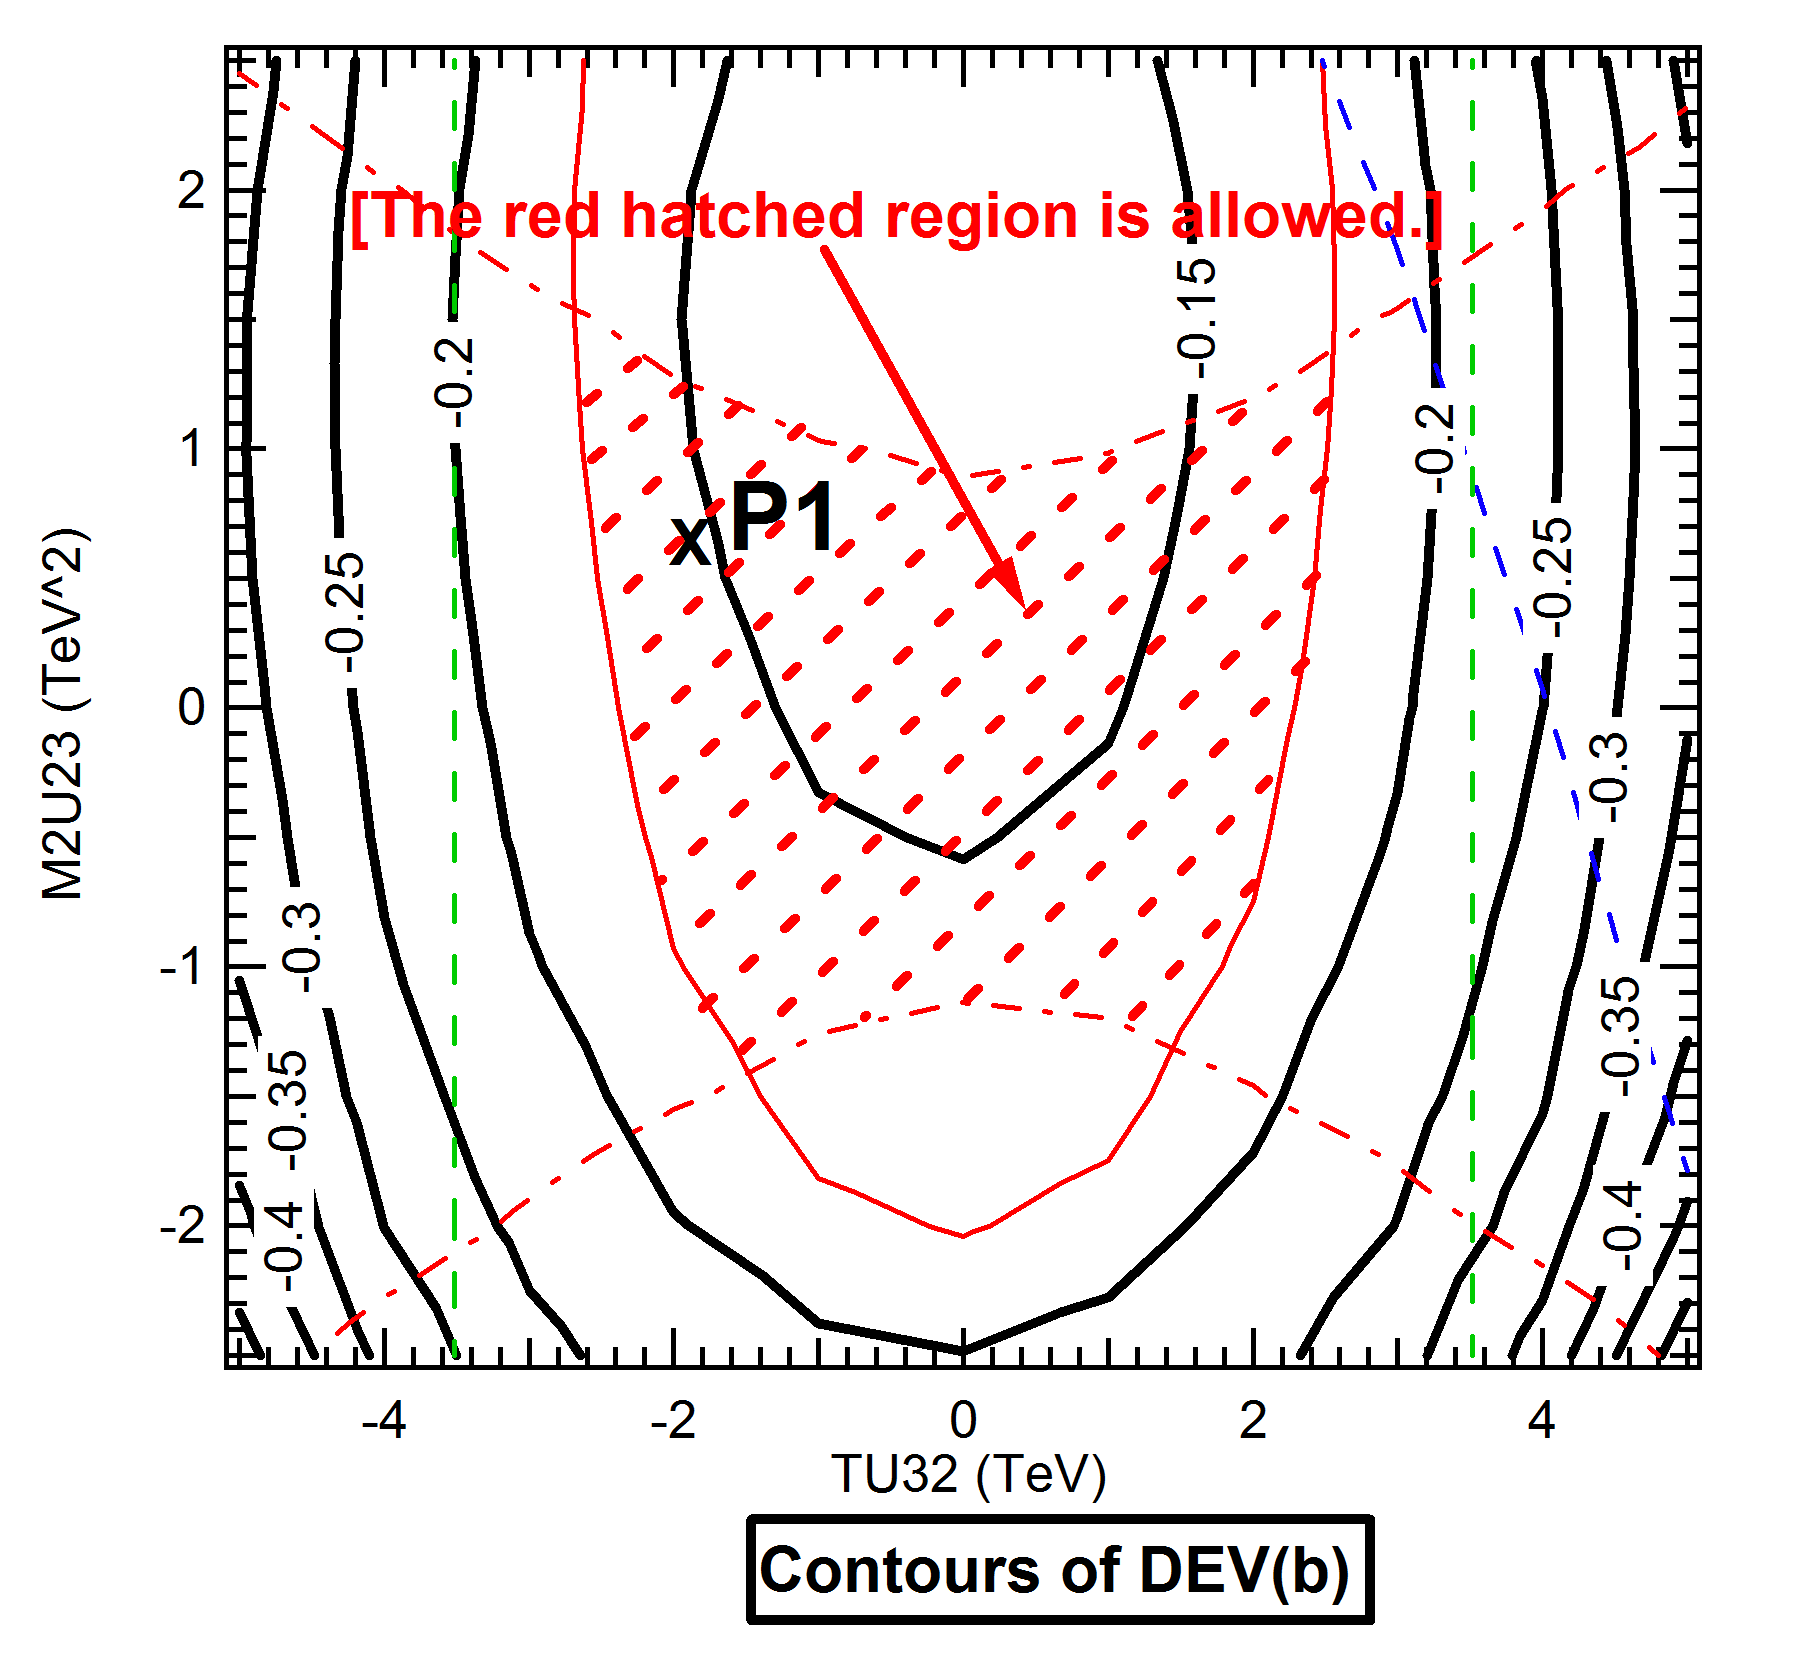 [The red hatched region is allowed.]
2
1
0
-1
-2
M2U23 (TeV^2)
-0.15
-0.2
-0.2
-0.25
-0.25
x P1
-0.3
-0.3
-0.35
-0.35
-0.4
-0.4
-4 -2 0 2 4
TU32 (TeV)
Contours of DEV(b)